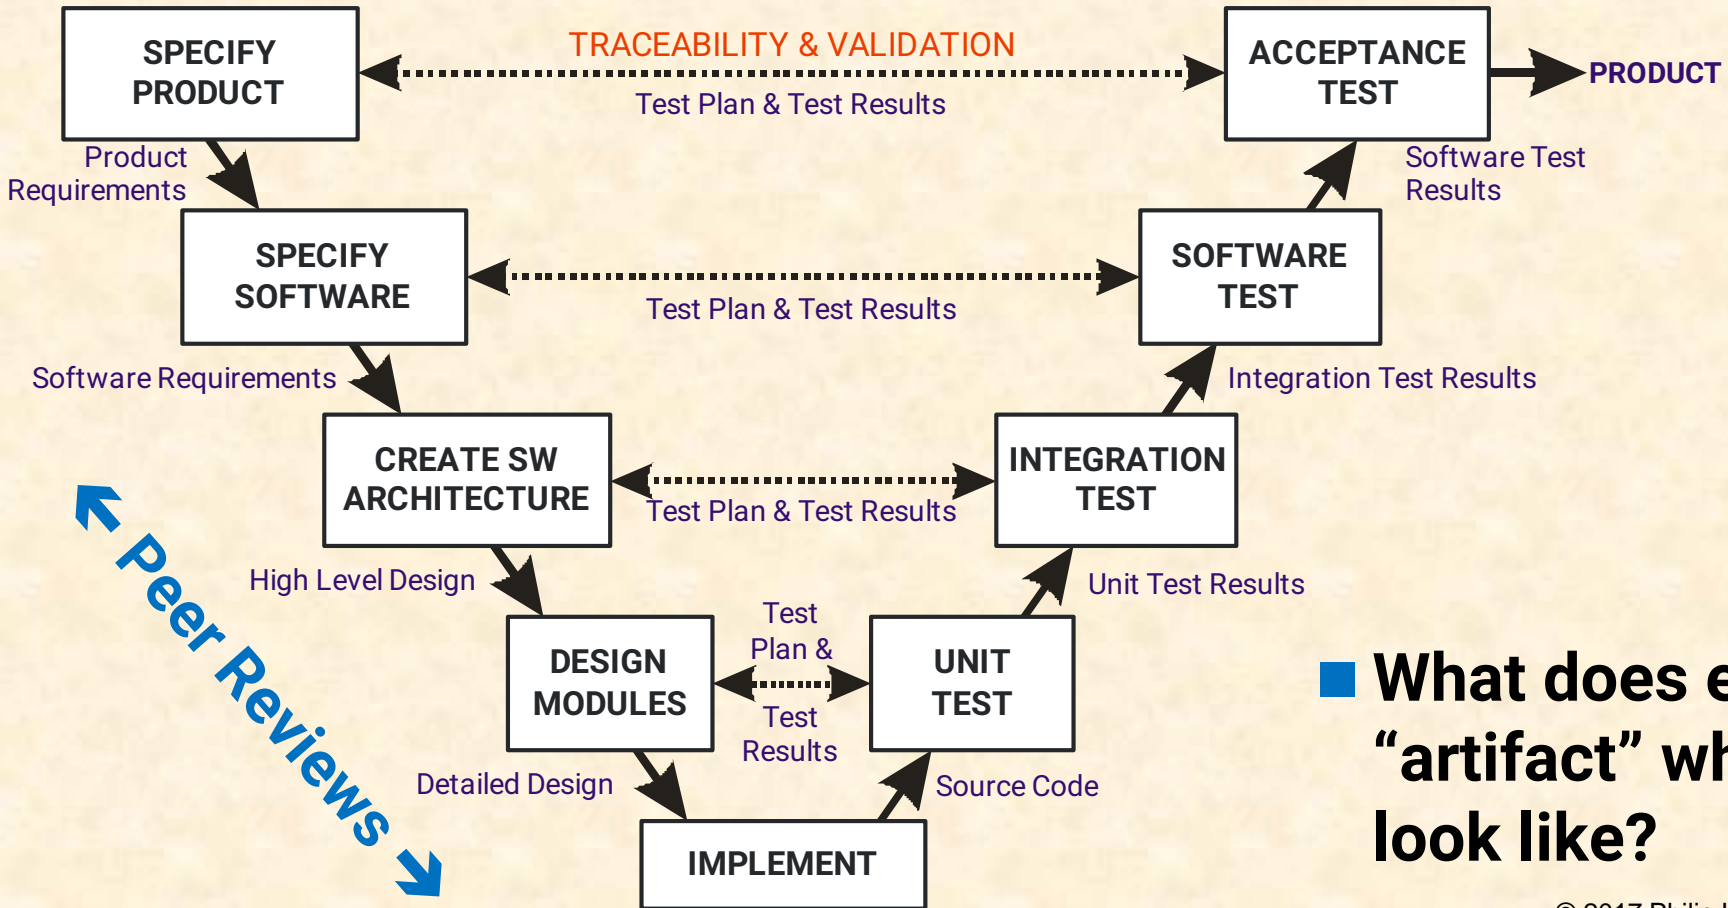 SPECIFY
PRODUCT
TRACEABILITY & VALIDATION
Test Plan & Test Results
ACCEPTANCE
TEST
PRODUCT
Product
Requirements
Software Test
Results
SPECIFY
SOFTWARE
Test Plan & Test Results
SOFTWARE
TEST
Software Requirements
Integration Test Results
CREATE SW
ARCHITECTURE
Test Plan & Test Results
INTEGRATION
TEST
Peer Reviews
High Level Design
Unit Test Results
DESIGN
MODULES
Test
Plan &
Test
Results
UNIT
TEST
Detailed Design
Source Code
IMPLEMENT
What does
“artifact”
look like?
© 2017